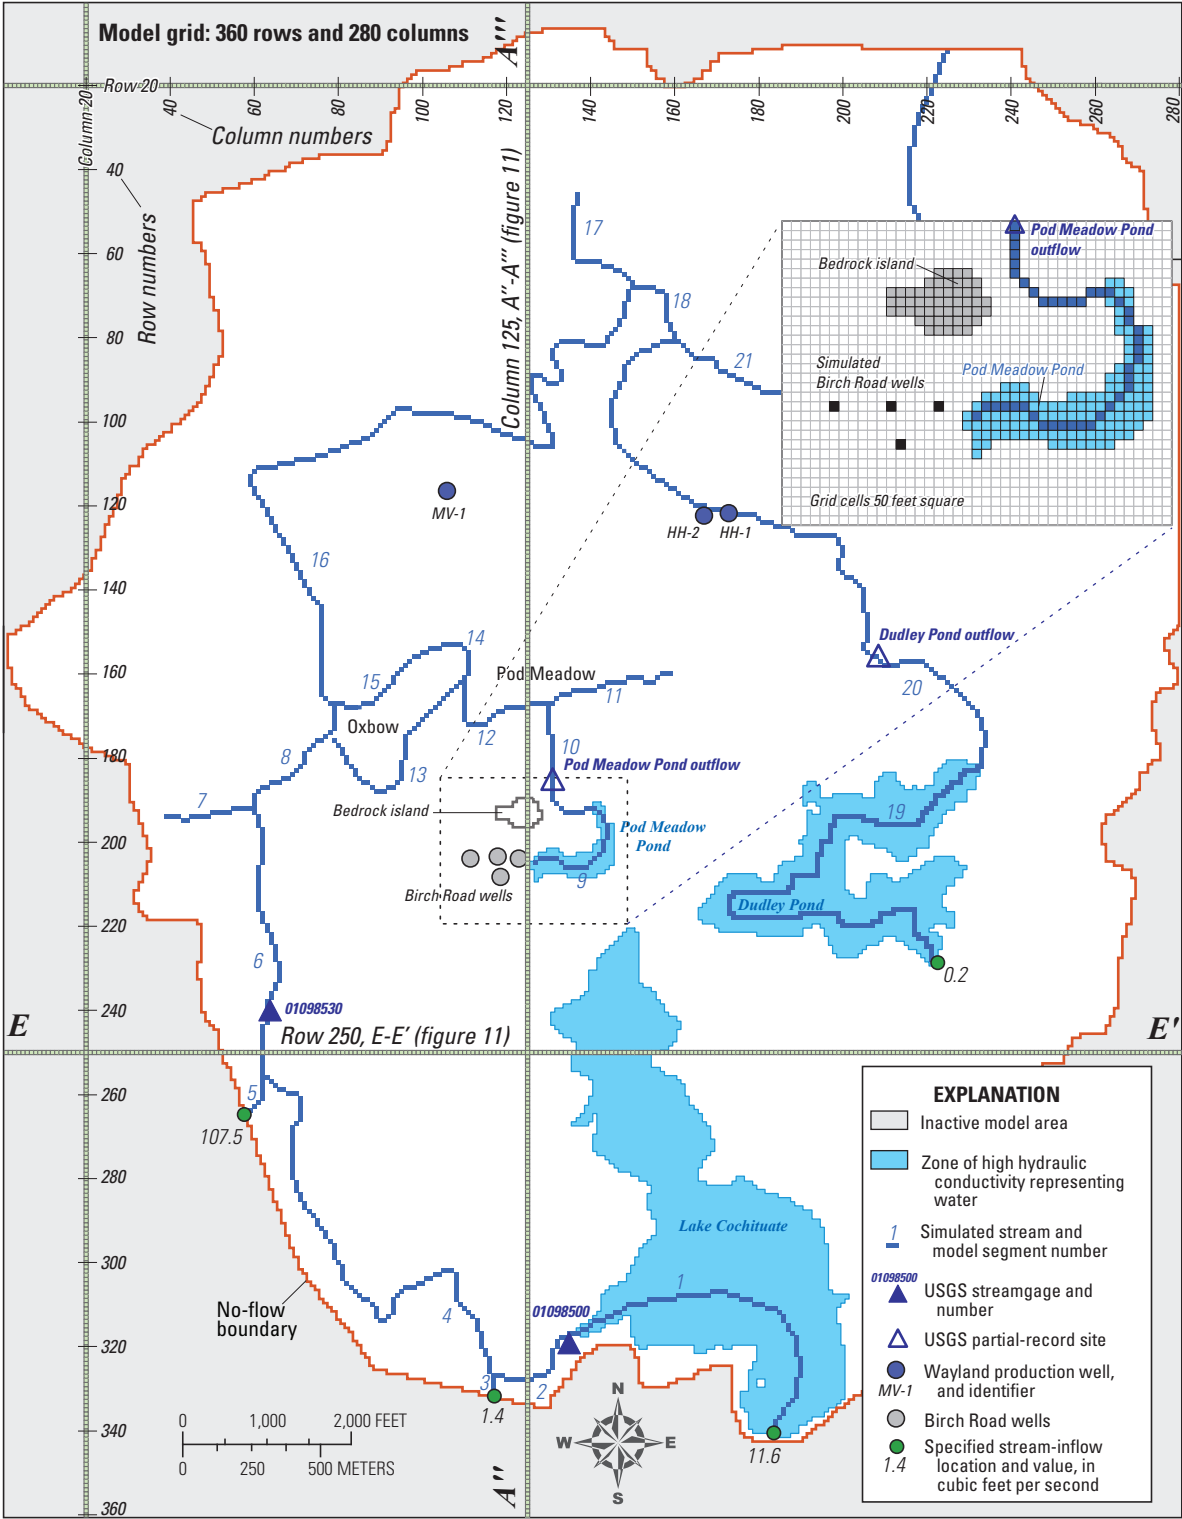 Model grid: 360 rows and 280 columns
A'''
Row 20
Column 20
40
60
80
100
120
140
160
180
200
220
240
260
280
Column numbers
Row numbers
40
60
80
100
120
140
160
180
200
220
240
260
280
300
320
340
360
Column 125, A''-A''' (figure 11)
17
18
21
Pod Meadow Pond
outflow
Bedrock island
Simulated
Birch Road wells
Pod Meadow Pond
Grid cells 50 feet square
MV-1
HH-2
HH-1
16
14
15
Oxbow
13
12
Pod Meadow
11
10
Pod Meadow Pond outflow
Dudley Pond outflow
20
8
7
Bedrock island
Pod Meadow
Pond
9
Birch Road wells
19
Dudley Pond
0.2
6
01098530
E
Row 250, E-E' (figure 11)
E'
5
107.5
Lake Cochituate
1
4
01098500
No-flow
boundary
3
2
1.4
11.6
0 1,000 2,000 FEET
0 250 500 METERS
A''
N
W
E
S
EXPLANATION
Inactive model area
Zone of high hydraulic
conductivity representing
water
1
Simulated stream and
model segment number
01098500
USGS streamgage and
number
USGS partial-record site
Wayland production well,
MV-1 and identifier
Birch Road wells
Specified stream-inflow
1.4 location and value, in
cubic feet per second